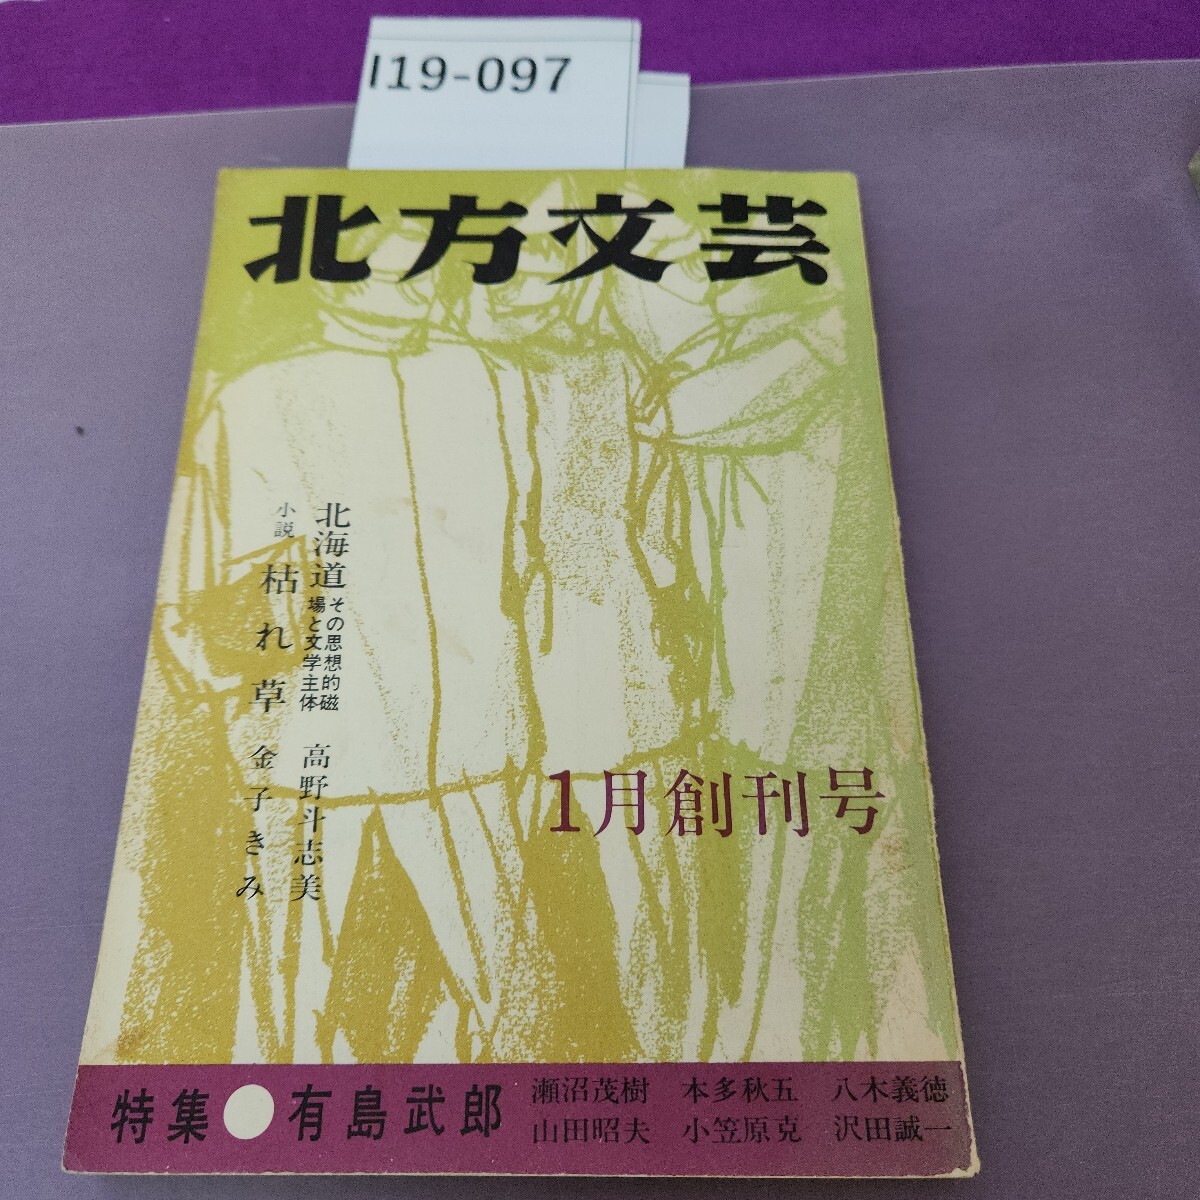 I19-097
北方文芸
北海道
その思想的磁
場と文学主体
高野斗志美
小説
枯れ草
金子きみ
1月創刊号
特集●有島武郎
瀬沼茂樹 本多秋五 八木義徳
山田昭夫 小笠原克 沢田誠一